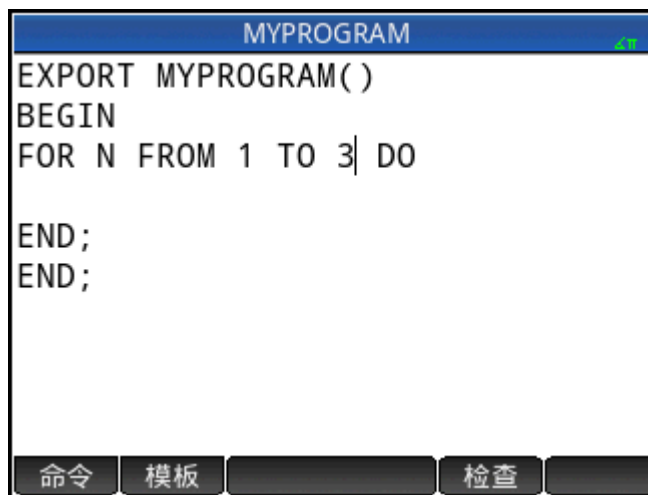 MYPROGRAM
∡π
EXPORT MYPROGRAM()
BEGIN
FOR N FROM 1 TO 3 DO
END;
END;
命令 模板 检查